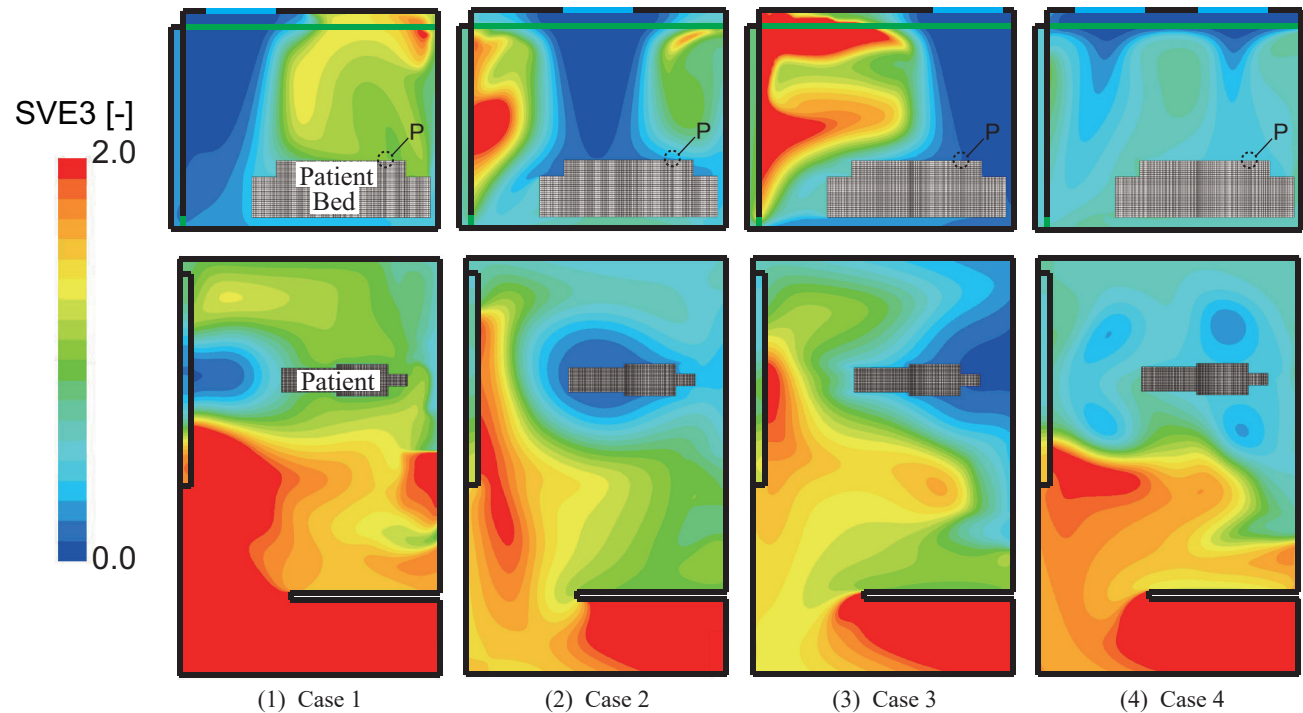 SVE3 [-]
2.0
0.0
P
Patient
Bed
P
P
P
Patient
(1) Case 1
(2) Case 2
(3) Case 3
(4) Case 4